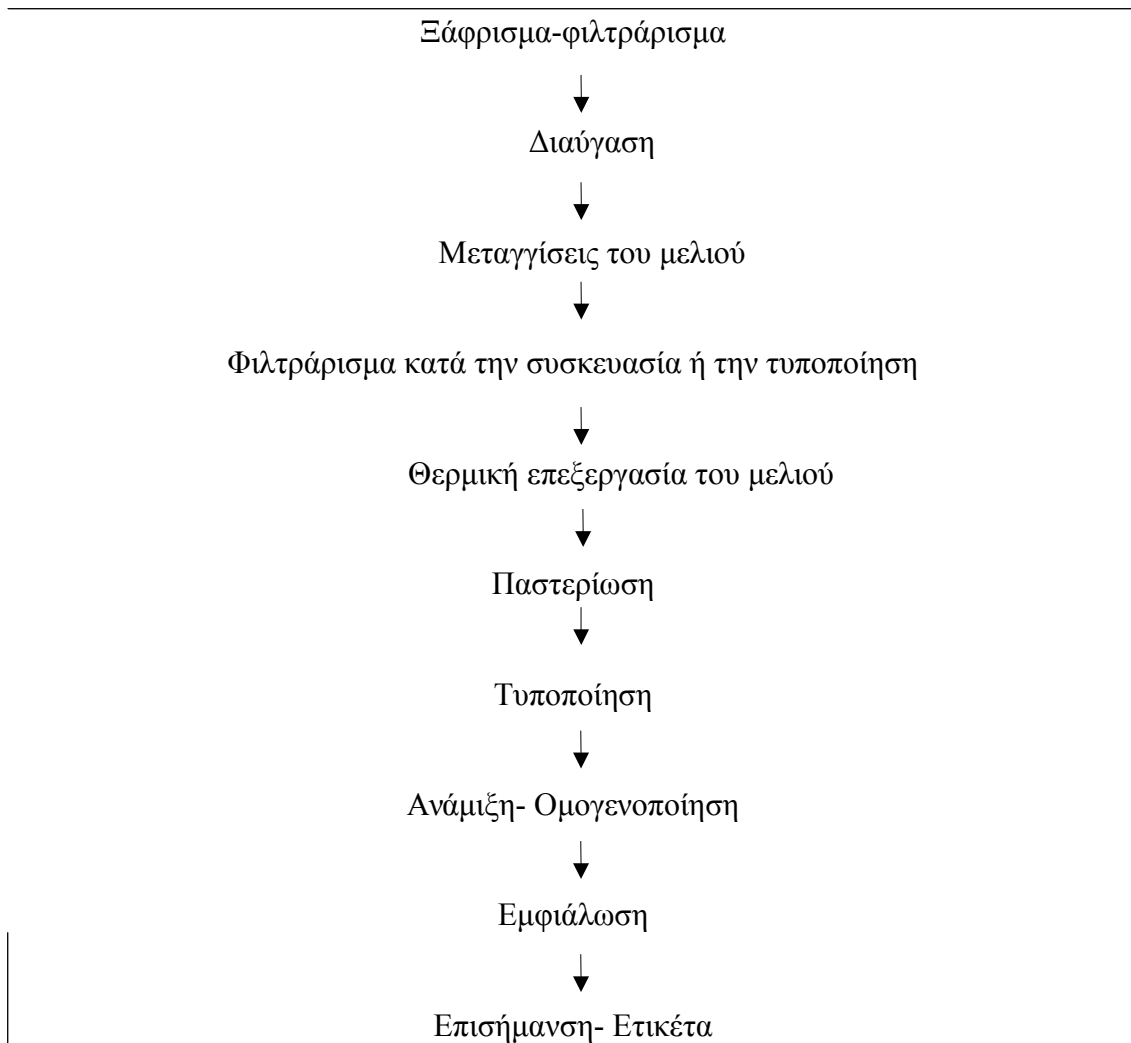 Ξάφρισμα-φιλτράρισμα
Διαύγαση
Μεταγγίσεις του μελιού
Φιλτράρισμα κατά την συσκευασία ή την τυποποίηση
Θερμική επεξεργασία του μελιού
Παστερίωση
Τυποποίηση
Ανάμιξη- Ομογενοποίηση
Εμφιάλωση
Επισήμανση- Ετικέτα